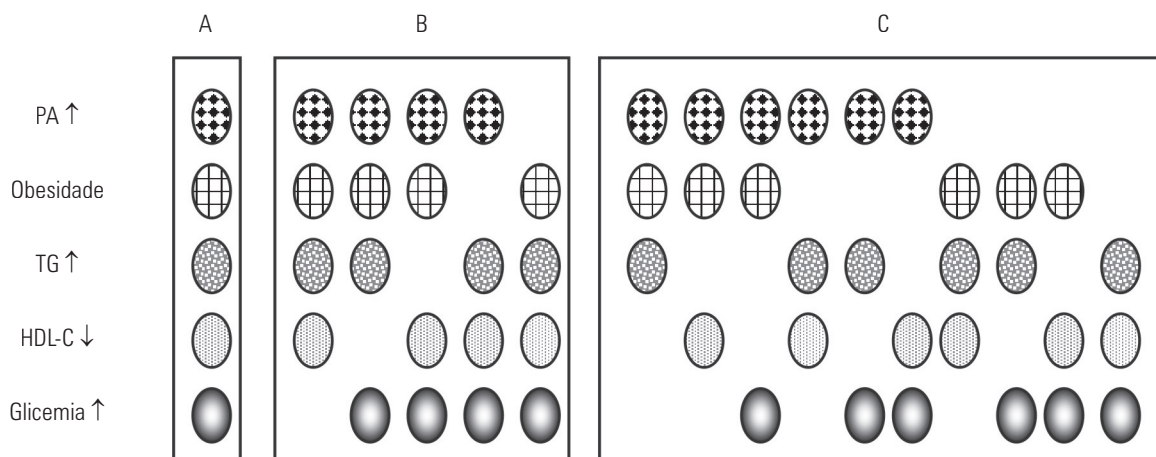 A B C
PA ↑
Obesidade
TG ↑
HDL-C ↓
Glicemia ↑